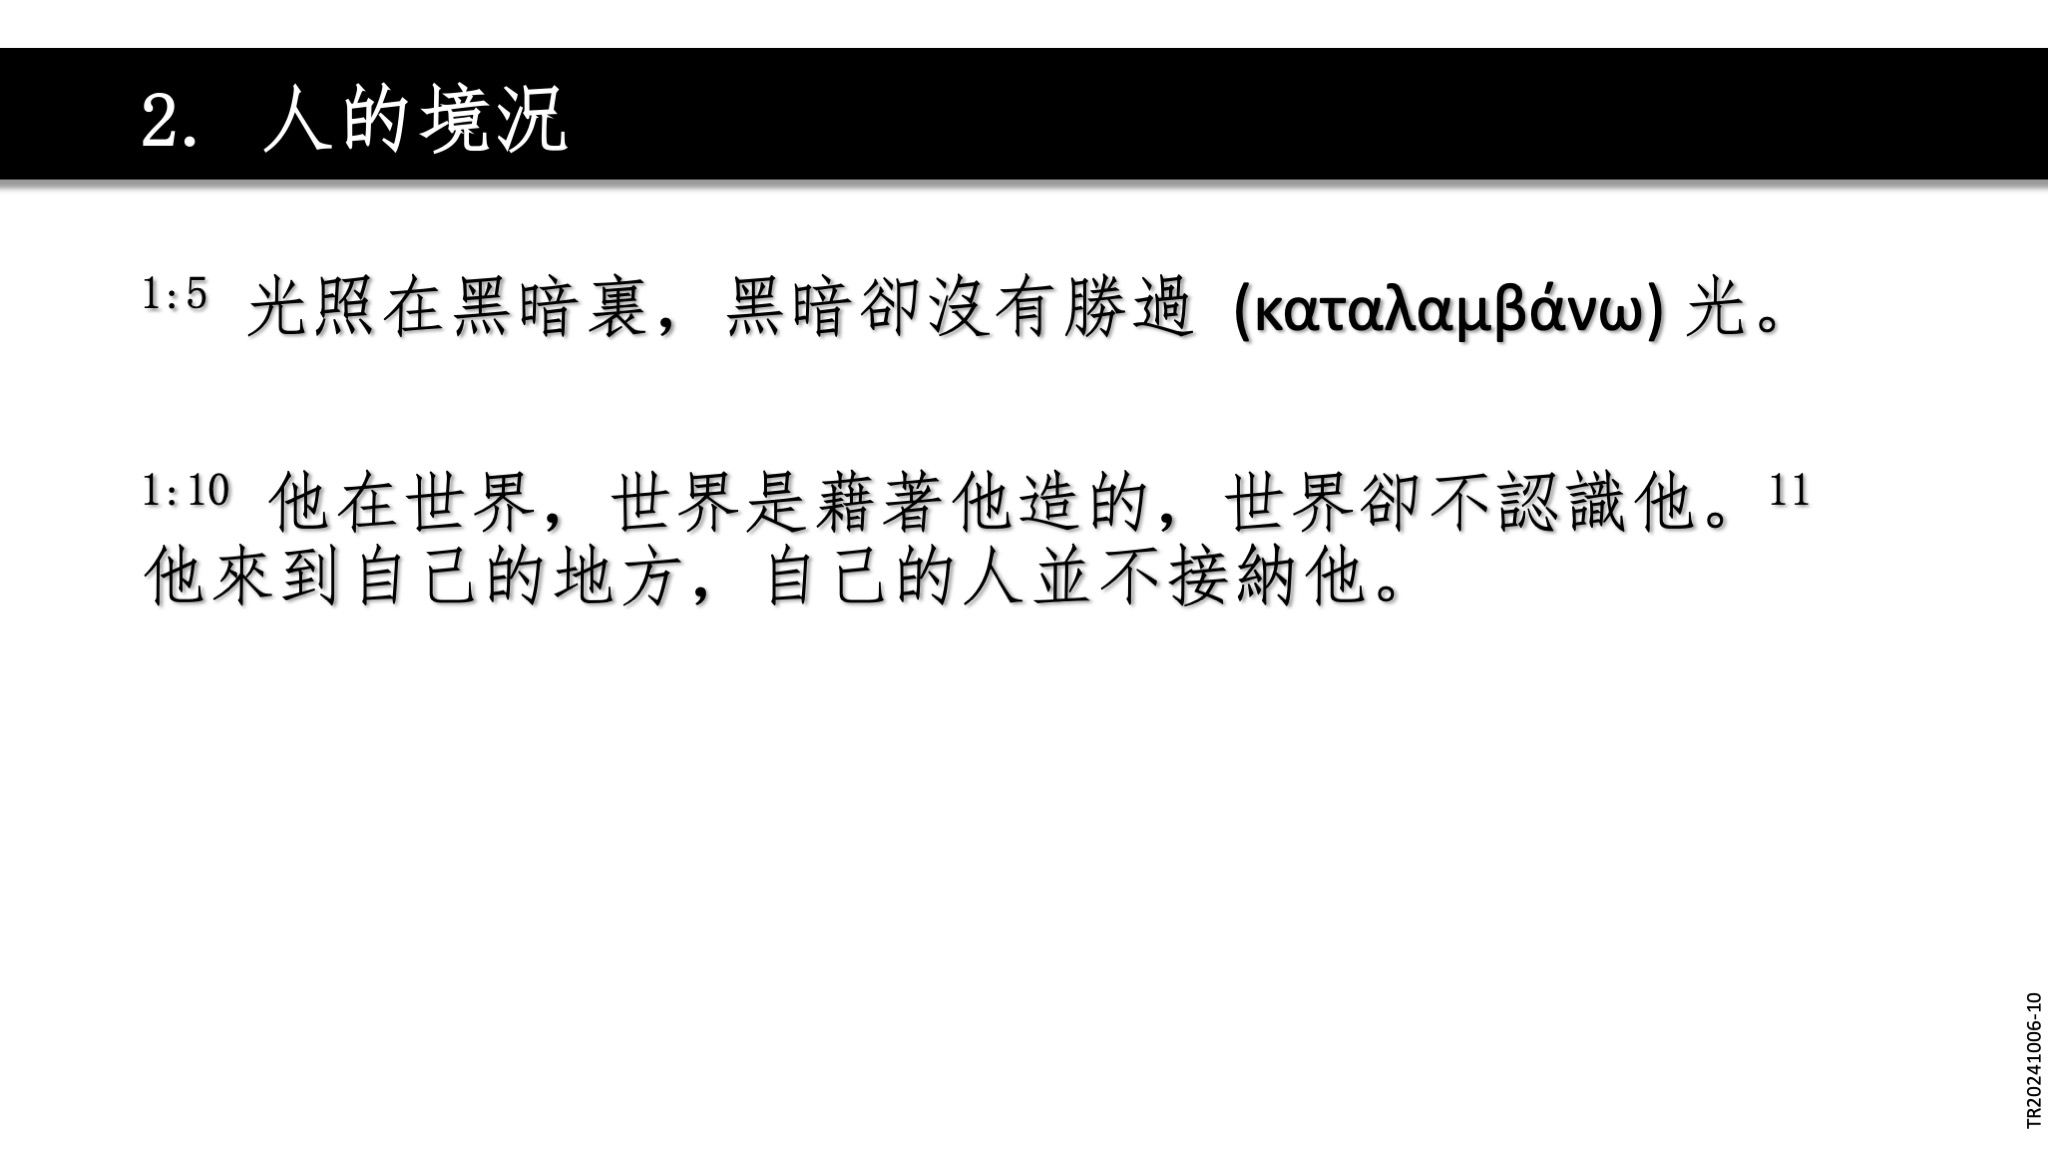 2. 人的境況
1:5 光照在黑暗裏，黑暗卻沒有勝過 (καταλαμβάνω) 光。
1:10 他在世界，世界是藉著他造的，世界卻不認識他。11
他來到自己的地方，自己的人並不接納他。
TR20241006-10